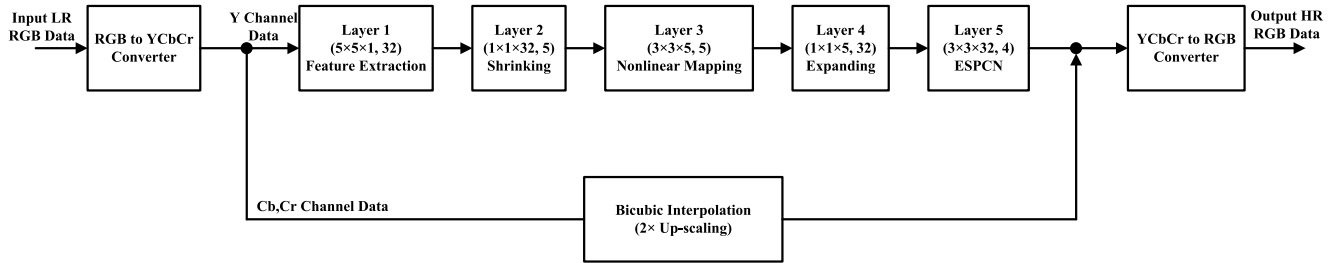 Input LR
RGB Data
RGB to YCbCr
Converter
Y Channel
Data
Layer 1
(5×5×1, 32)
Feature Extraction
Layer 2
(1×1×32, 5)
Shrinking
Layer 3
(3×3×5, 5)
Nonlinear Mapping
Layer 4
(1×1×5, 32)
Expanding
Layer 5
(3×3×32, 4)
ESPCN
YCbCr to RGB
Converter
Output HR
RGB Data
Cb,Cr Channel Data
Bicubic Interpolation
(2× Up-scaling)